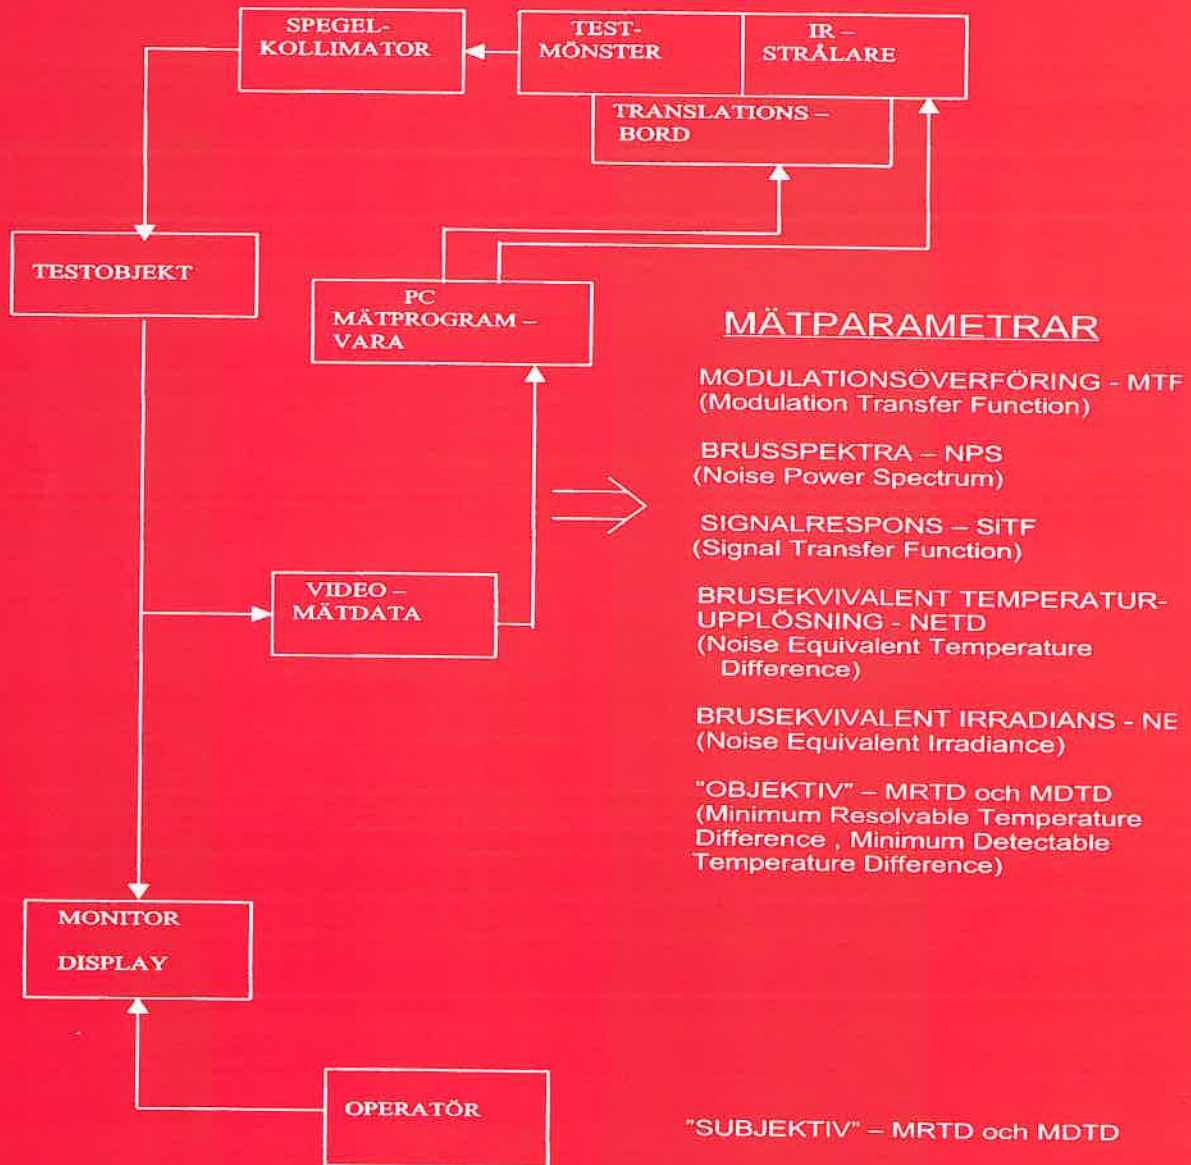 SPEGEL-
KOLLIMATOR
TEST-
MÖNSTER
IR –
STRÅLARE
TRANSLATIONS –
BORD
TESTOBJEKT
PC
MÄTPROGRAM –
VARA
VIDEO –
MÄTDATA
MONITOR
DISPLAY
OPERATÖR
MÄTPARAMETRAR
MODULATIONSÖVERFÖRING - MTF
(Modulation Transfer Function)
BRUSSPEKTRA – NPS
(Noise Power Spectrum)
SIGNALRESPONS – SiTF
(Signal Transfer Function)
BRUSEKVIVALENT TEMPERATUR-
UPPLÖSNING - NETD
(Noise Equivalent Temperature
Difference)
BRUSEKVIVALENT IRRADIANS - NE
(Noise Equivalent Irradiance)
"OBJEKTIV" – MRTD och MDTD
(Minimum Resolvable Temperature
Difference , Minimum Detectable
Temperature Difference)
"SUBJEKTIV" – MRTD och MDTD